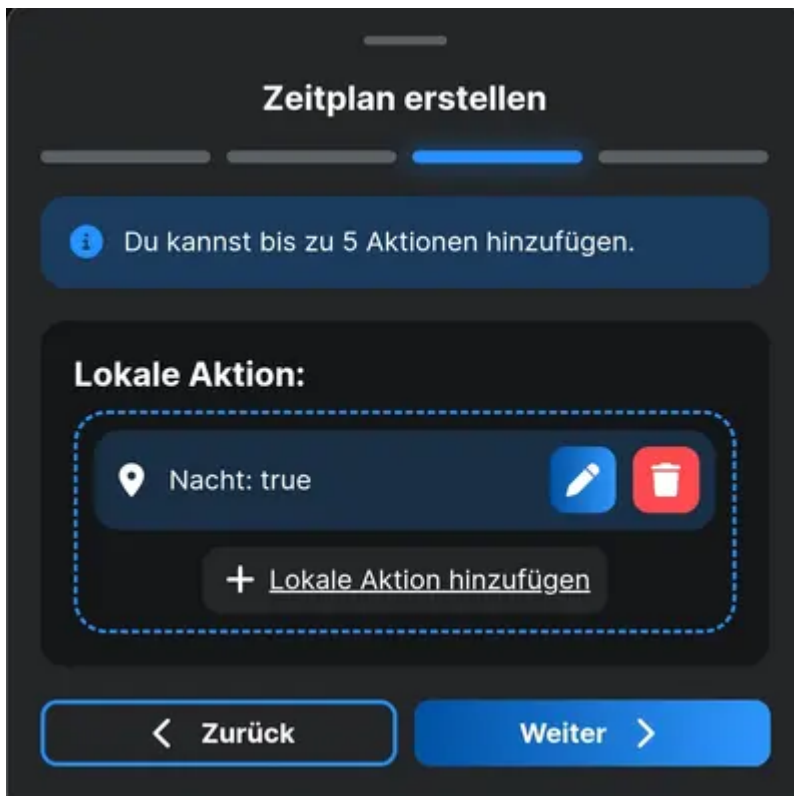 Zeitplan erstellen
Du kannst bis zu 5 Aktionen hinzufügen.
Lokale Aktion:
Nacht: true
Lokale Aktion hinzufügen
Zurück
Weiter